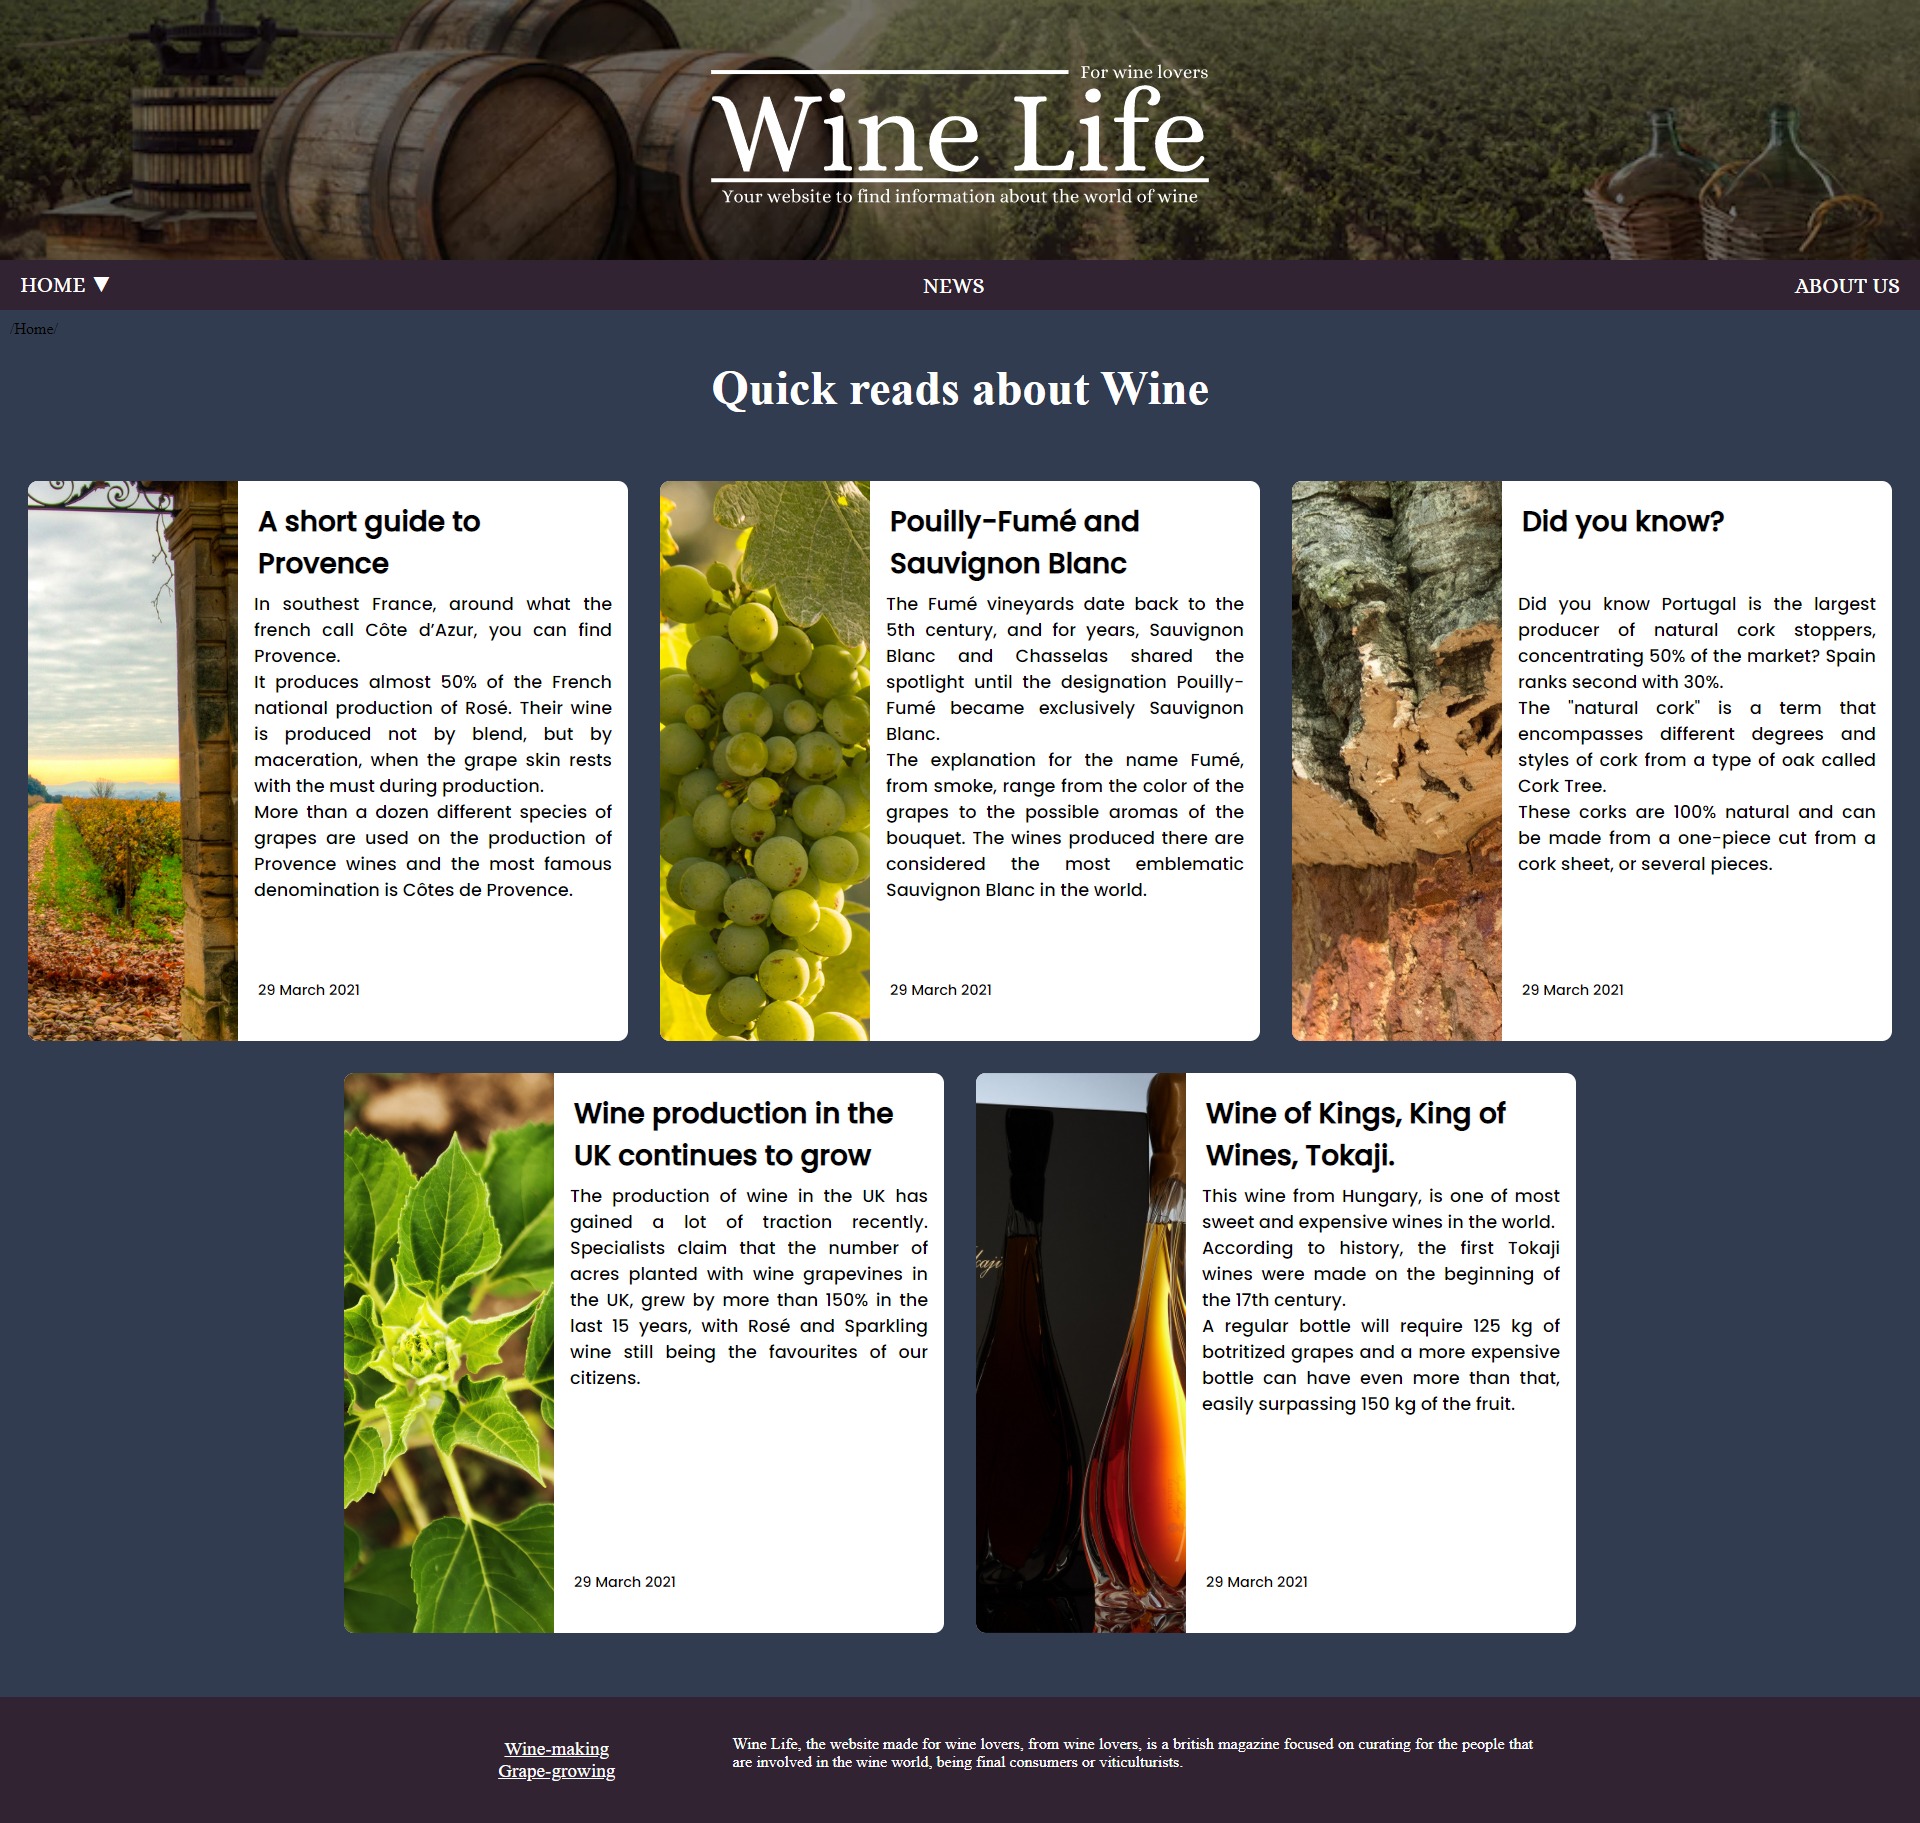 For wine lovers
Wine Life
Your website to find information about the world of wine
HOME ▼
NEWS
ABOUT US
/Home/
Quick reads about Wine
A short guide to
Provence
In southest France, around what the
french call Côte d’Azur, you can find
Provence.
It produces almost 50% of the French
national production of Rosé. Their wine
is produced not by blend, but by
maceration, when the grape skin rests
with the must during production.
More than a dozen different species of
grapes are used on the production of
Provence wines and the most famous
denomination is Côtes de Provence.
29 March 2021
Pouilly-Fumé and
Sauvignon Blanc
The Fumé vineyards date back to the
5th century, and for years, Sauvignon
Blanc and Chasselas shared the
spotlight until the designation Pouilly-
Fumé became exclusively Sauvignon
Blanc.
The explanation for the name Fumé,
from smoke, range from the color of the
grapes to the possible aromas of the
bouquet. The wines produced there are
considered the most emblematic
Sauvignon Blanc in the world.
29 March 2021
Did you know?
Did you know Portugal is the largest
producer of natural cork stoppers,
concentrating 50% of the market? Spain
ranks second with 30%.
The "natural cork" is a term that
encompasses different degrees and
styles of cork from a type of oak called
Cork Tree.
These corks are 100% natural and can
be made from a one-piece cut from a
cork sheet, or several pieces.
29 March 2021
Wine production in the
UK continues to grow
The production of wine in the UK has
gained a lot of traction recently.
Specialists claim that the number of
acres planted with wine grapevines in
the UK, grew by more than 150% in the
last 15 years, with Rosé and Sparkling
wine still being the favourites of our
citizens.
29 March 2021
Wine of Kings, King of
Wines, Tokaji.
This wine from Hungary, is one of most
sweet and expensive wines in the world.
According to history, the first Tokaji
wines were made on the beginning of
the 17th century.
A regular bottle will require 125 kg of
botritized grapes and a more expensive
bottle can have even more than that,
easily surpassing 150 kg of the fruit.
29 March 2021
Wine-making
Grape-growing
Wine Life, the website made for wine lovers, from wine lovers, is a british magazine focused on curating for the people that
are involved in the wine world, being final consumers or viticulturists.